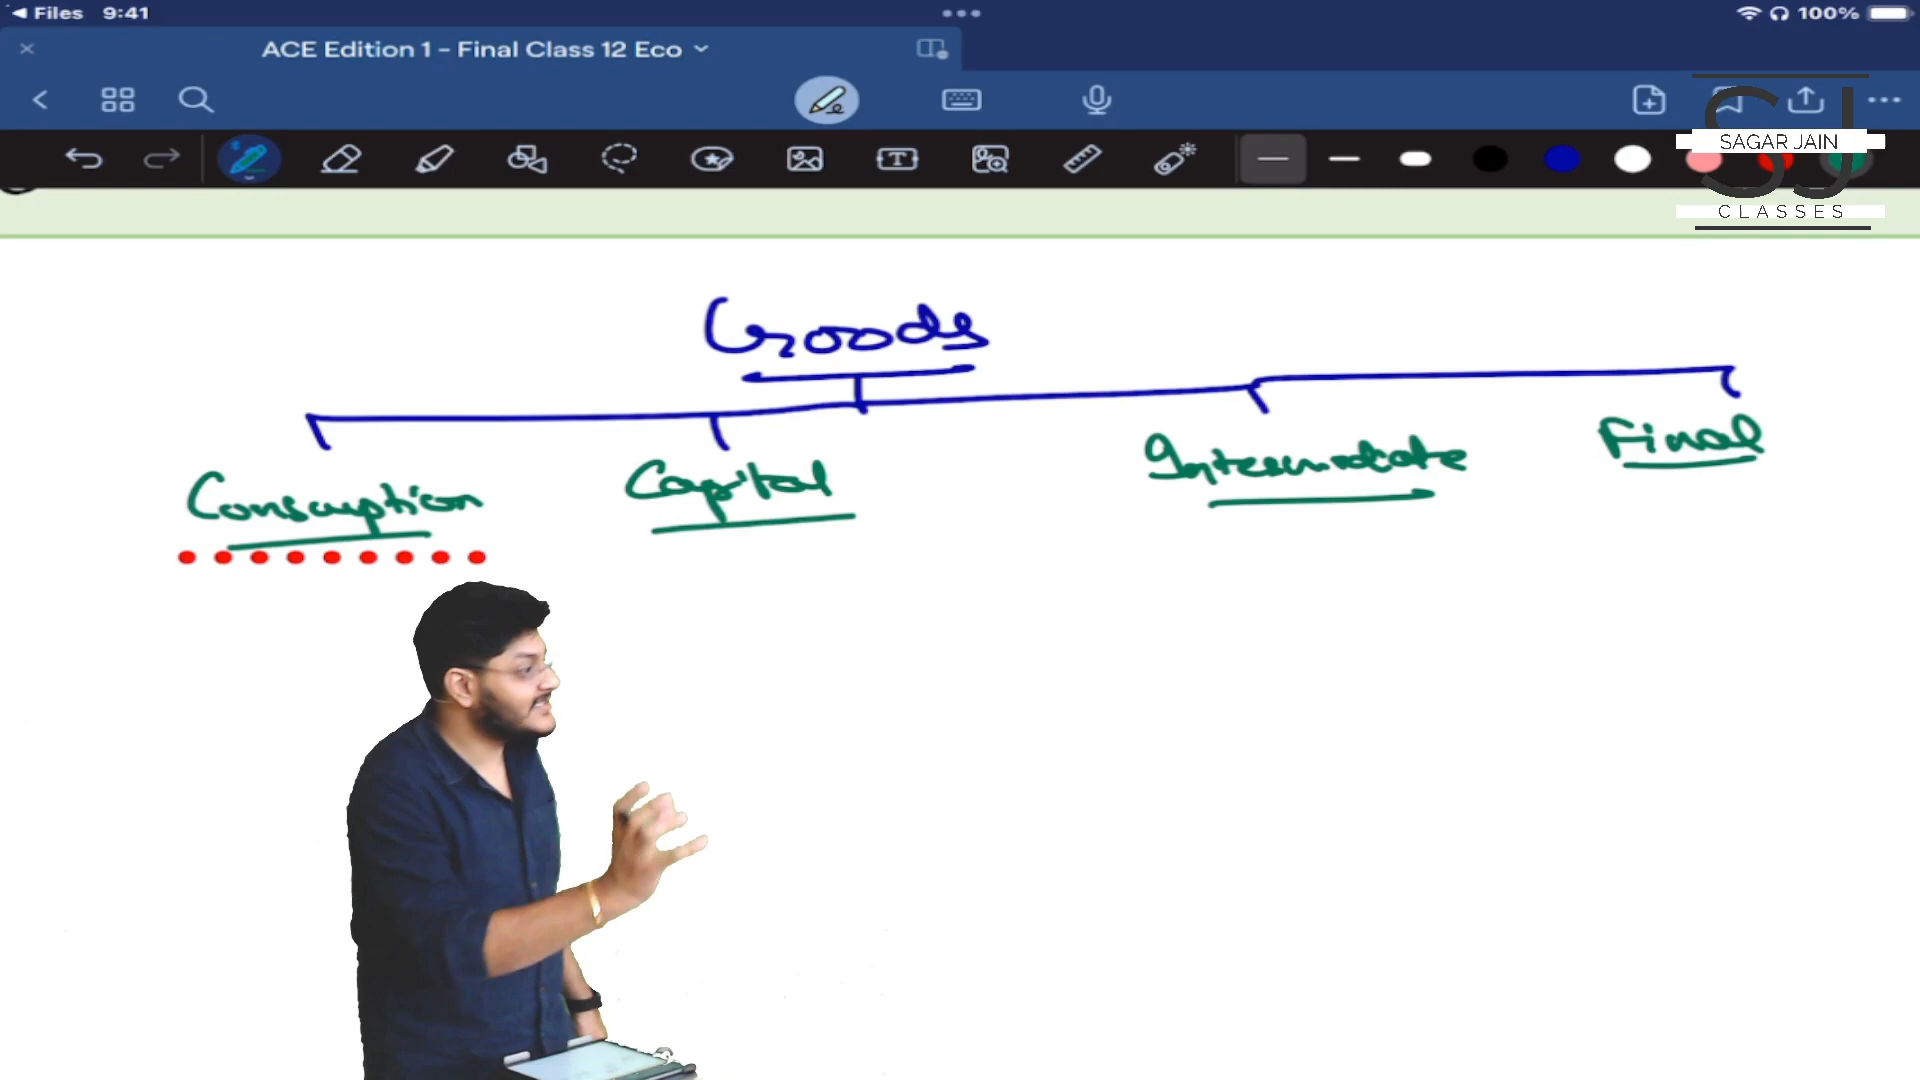 Files 9:41
100%
ACE Edition 1 - Final Class 12 Eco
SAGAR JAIN
CLASSES
Goods
Consumption Capital Intermediate Final